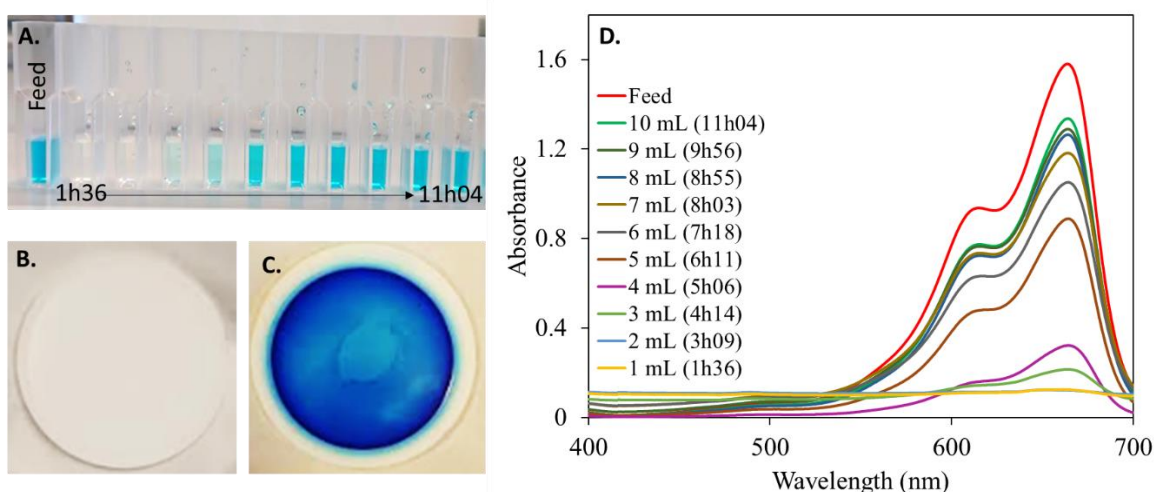 A.
Feed
1h36
11h04
B.
C.
D.
1.6
1.2
0.8
0.4
0
Absorbance
Feed
10 mL (11h04)
9 mL (9h56)
8 mL (8h55)
7 mL (8h03)
6 mL (7h18)
5 mL (6h11)
4 mL (5h06)
3 mL (4h14)
2 mL (3h09)
1 mL (1h36)
400
500
600
700
Wavelength (nm)